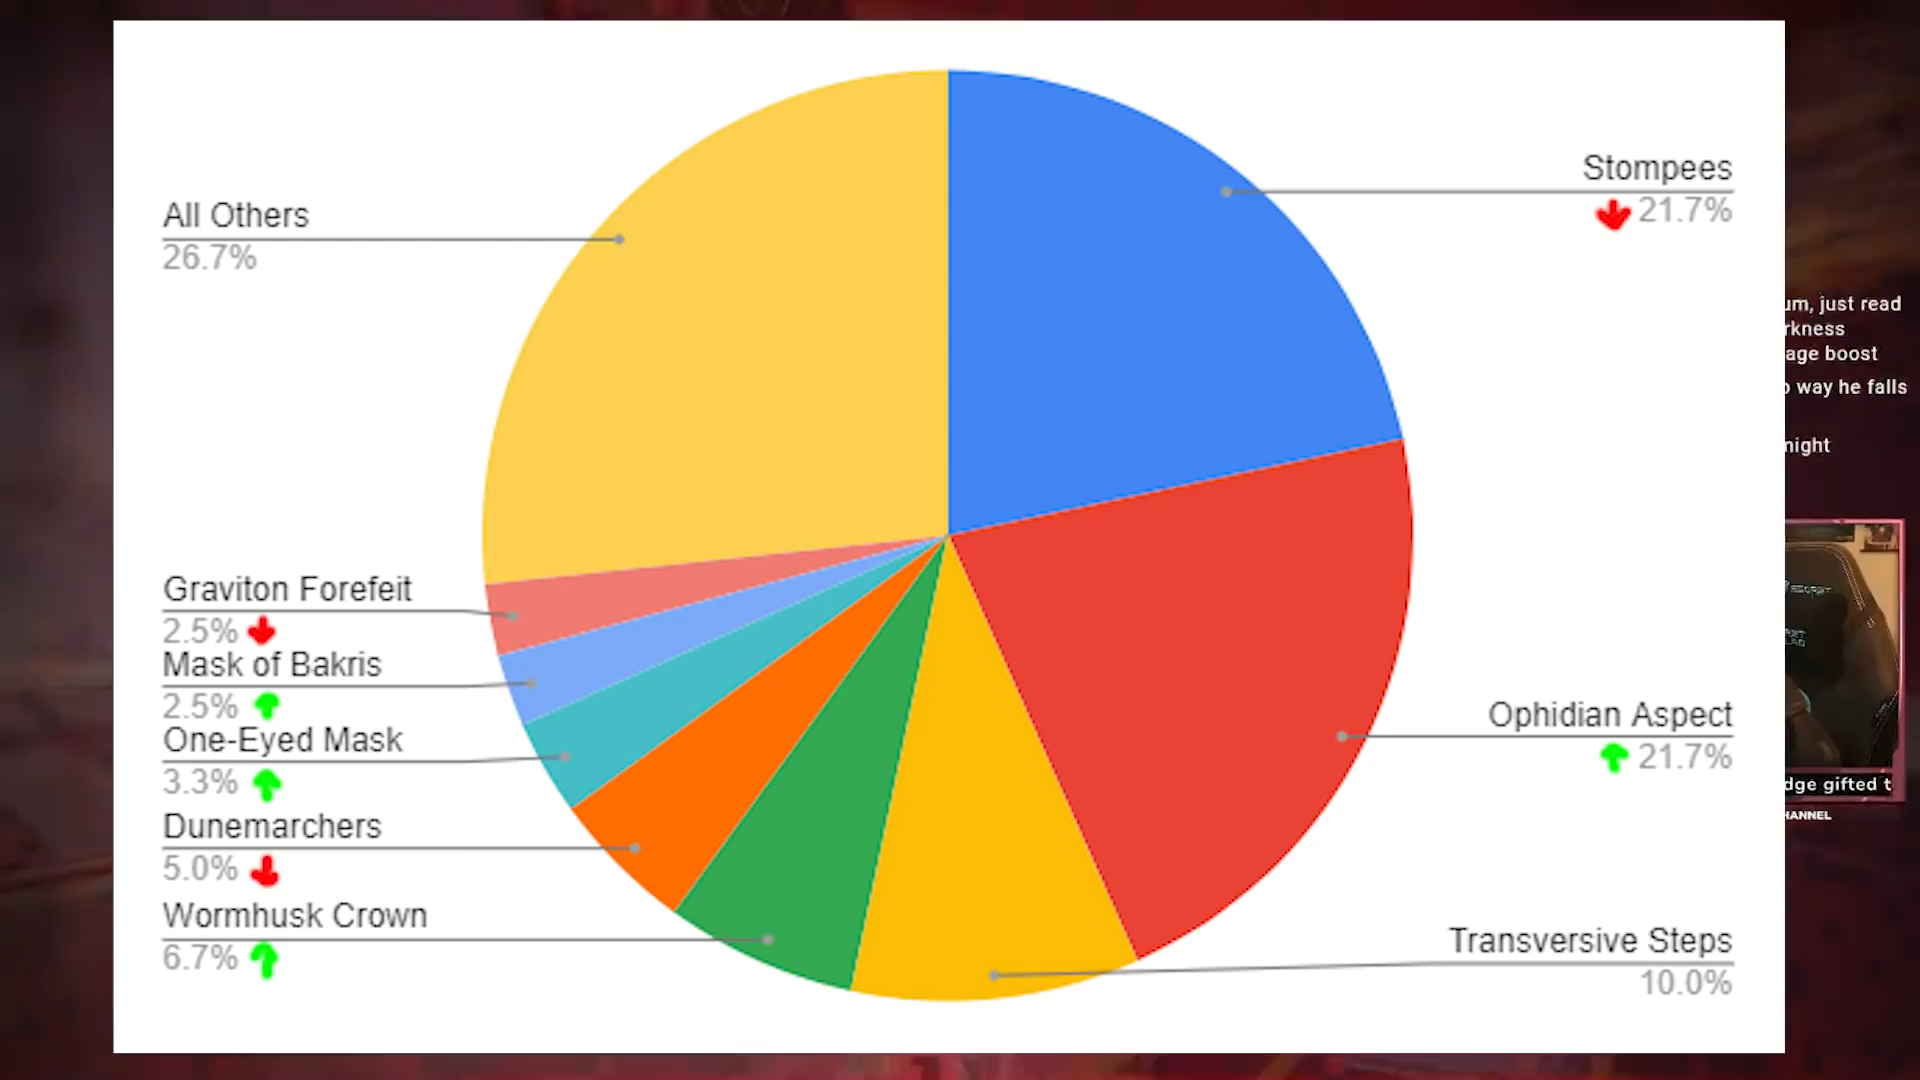 Stompees
21.7%
All Others
26.7%
um, just read
rkness
age boost
way he falls
night
Graviton Forefeit
2.5%
Mask of Bakris
2.5%
One-Eyed Mask
3.3%
Dunemarchers
5.0%
Wormhusk Crown
6.7%
Ophidian Aspect
21.7%
dge gifted t
HANNEL
Transversive Steps
10.0%